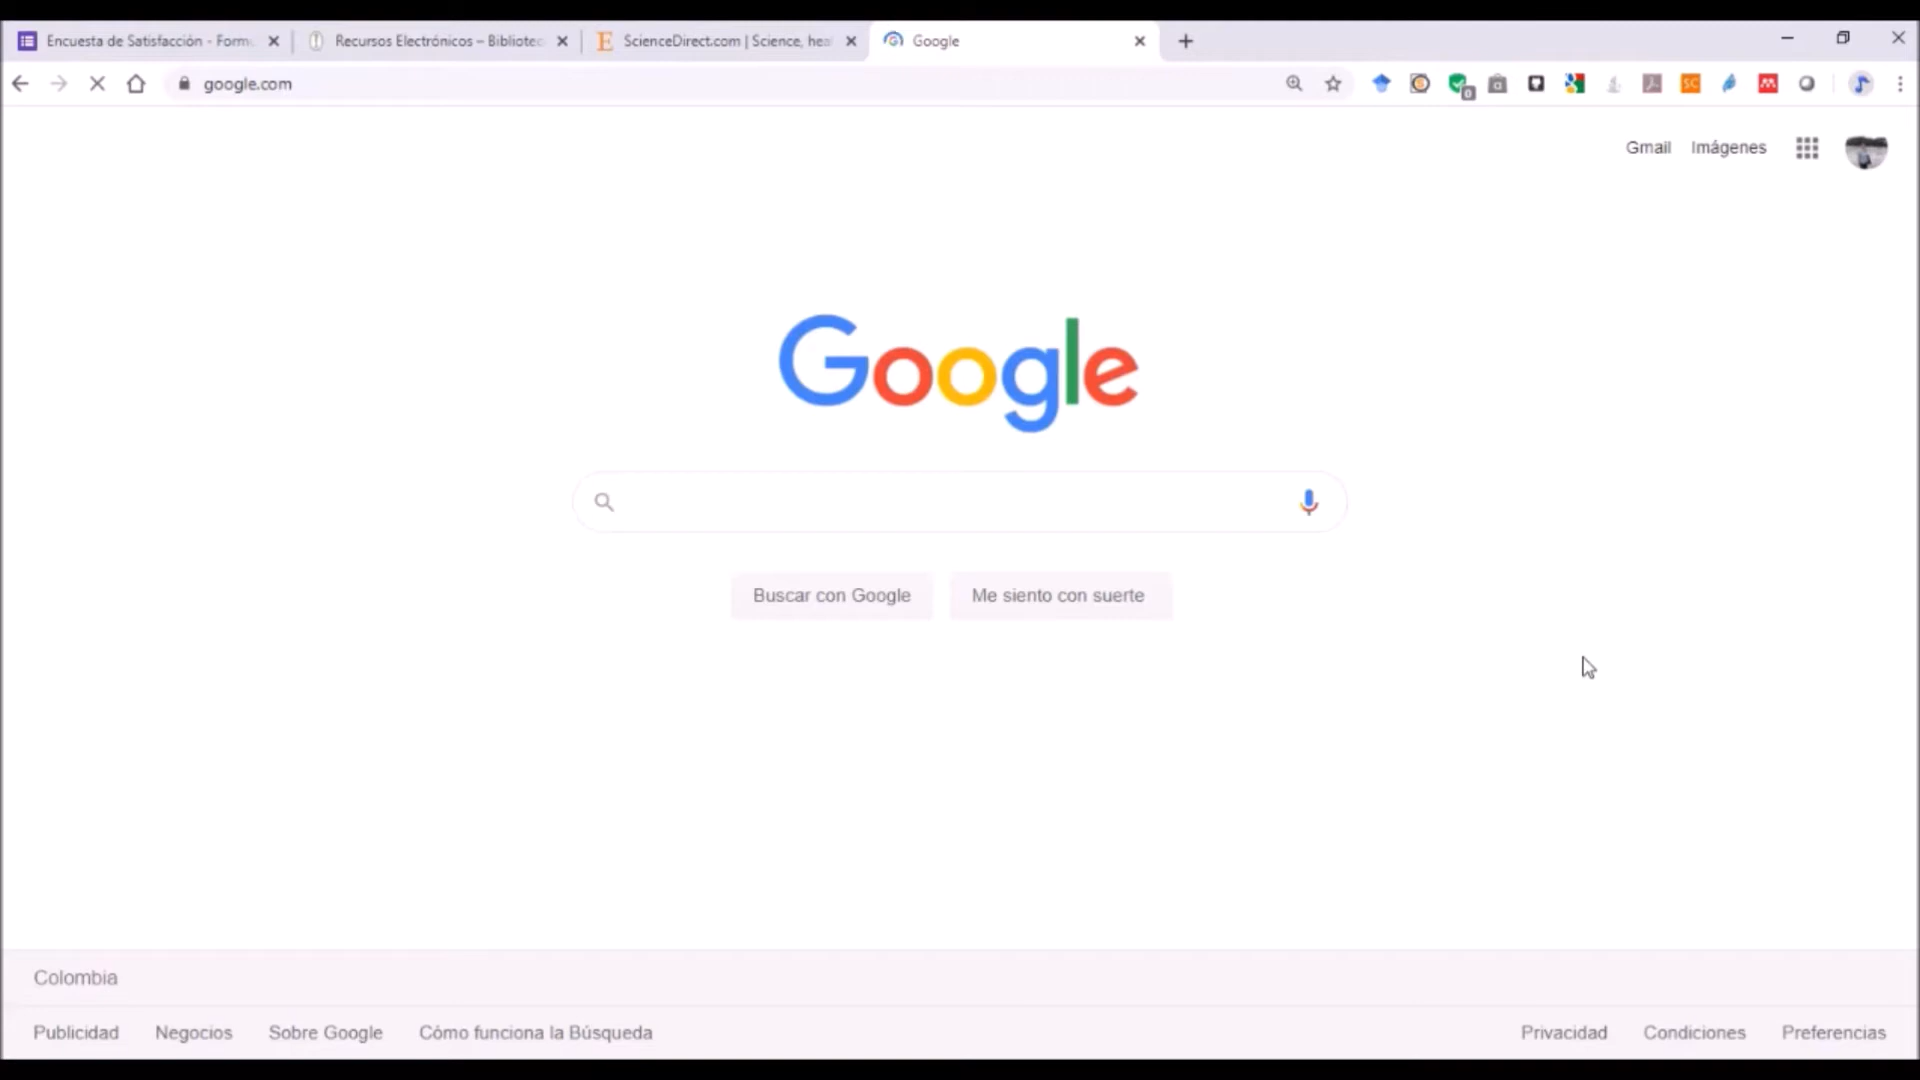 Encuesta de Satisfacción - Form
Recursos Electrónicos – Bibliotec
ScienceDirect.com | Science, hea
Google
google.com
Gmail
Imágenes
Google
Buscar con Google
Me siento con suerte
Colombia
Publicidad
Negocios
Sobre Google
Cómo funciona la Búsqueda
Privacidad
Condiciones
Preferencias